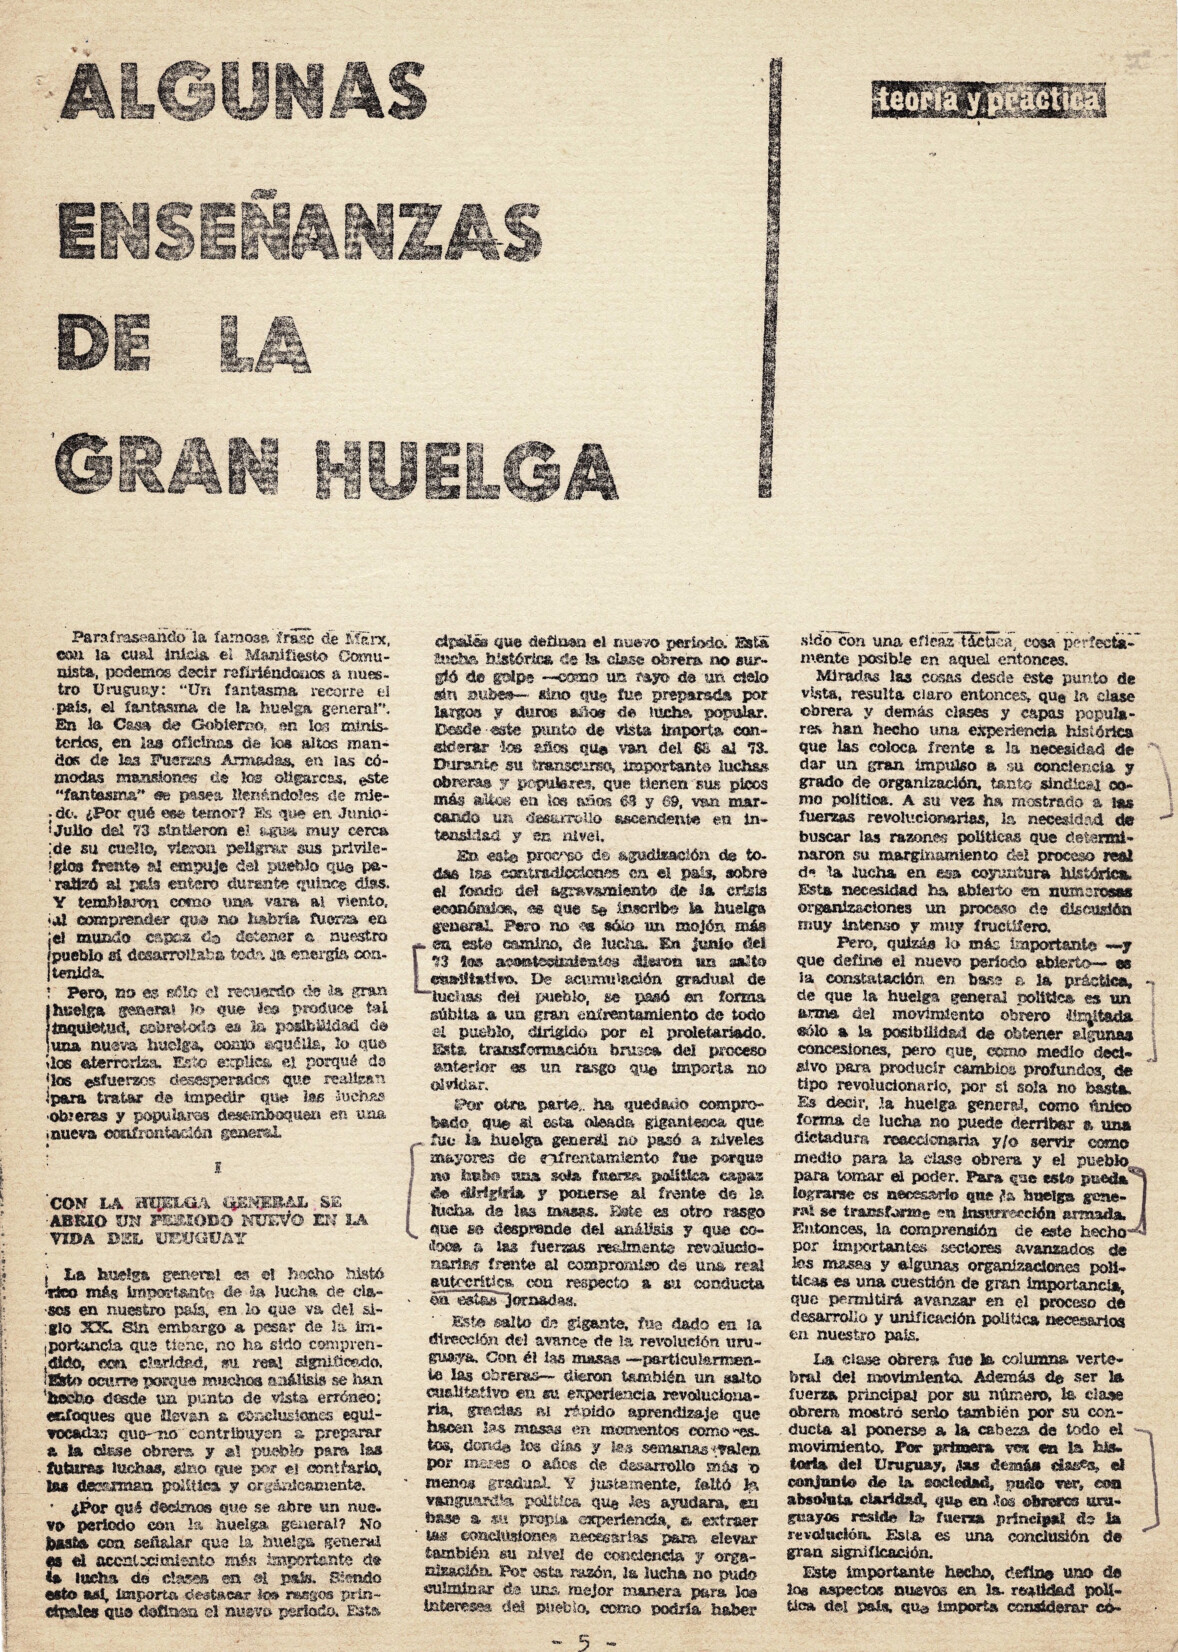 ALGUNAS
ENSEÑANZAS
DE LA
GRAN HUELGA
teoría y práctica
Parafraseando la famosa frase de Marx,
con la cual inicia el Manifiesto Comu-
nista, podemos decir refiriéndonos a nues-
tro Uruguay: "Un fantasma recorre el
país, el fantasma de la huelga general".
En la Casa de Gobierno, en los minis-
terios, en las oficinas de los altos man-
dos de las Fuerzas Armadas, en las có-
modas mansiones de los oligarcas, este
"fantasma" se pasea llenándoles de mie-
do. ¿Por qué ese temor? Es que en Junio-
Julio del 73 sintieron el agua muy cerca
de su cuello, vieron peligrar sus privile-
gios frente al empuje del pueblo que pa-
ralizó al país entero durante quince días.
Y temblaron como una vara al viento,
al comprender que no habría fuerza en
el mundo capaz de detener a nuestro
pueblo si desarrollaba toda la energía con-
tenida.
Pero, no es sólo el recuerdo de la gran
huelga general lo que les produce tal
inquietud, sobretodo es la posibilidad de
una nueva huelga, como aquélla, lo que
los aterroriza. Esto explica el porqué de
los esfuerzos desesperados que realizan
para tratar de impedir que las luchas
obreras y populares desemboquen en una
nueva confrontación general.
I
CON LA HUELGA GENERAL SE
ABRIO UN PERIODO NUEVO EN LA
VIDA DEL URUGUAY
La huelga general es el hecho histó
rico más importante de la lucha de cla-
ses en nuestro país, en lo que va del si-
glo XX. Sin embargo a pesar de la im-
portancia que tiene, no ha sido compren-
dido, con claridad, su real significado.
Esto ocurre porque muchos análisis se han
hecho desde un punto de vista erróneo;
enfoques que llevan a conclusiones equi-
vocadas que no contribuyen a preparar
a la clase obrera y al pueblo para las
futuras luchas, sino que por el contrario,
las desarman política y orgánicamente.
¿Por qué decimos que se abre un nue-
vo período con la huelga general? No
basta con señalar que la huelga general
es el acontecimiento más importante de
la lucha de clases en el país. Siendo
esto así, importa destacar los rasgos prin-
cipales que definen el nuevo período. Esta
cipales que definan el nuevo período. Esta
lucha histórica de la clase obrera no sur-
gió de golpe —como un rayo de un cielo
sin nubes— sino que fue preparada por
largos y duros años de lucha popular.
Desde este punto de vista importa con-
siderar los años que van del 68 al 73.
Durante su transcurso, importante luchas
obreras y populares, que tienen sus picos
más altos en los años 68 y 69, van mar-
cando un desarrollo ascendente en in-
tensidad y en nivel.
En este proceso de agudización de to-
das las contradicciones en el país, sobre
el fondo del agravamiento de la crisis
económica, es que se inscribe la huelga
general. Pero no es sólo un mojón más
en este camino, de lucha. En junio del
73 los acontecimientos dieron un salto
cualitativo. De acumulación gradual de
luchas del pueblo, se pasó en forma
súbita a un gran enfrentamiento de todo
el pueblo, dirigido por el proletariado.
Esta transformación brusca del proceso
anterior es un rasgo que importa no
olvidar.
Por otra parte, ha quedado compro-
bado, que si esta oleada gigantesca que
fue la huelga general no pasó a niveles
mayores de enfrentamiento fue porque
no hubo una sola fuerza política capaz
de dirigirla y ponerse al frente de la
lucha de las masas. Este es otro rasgo
que se desprende del análisis y que co-
loca a las fuerzas realmente revolucio-
narias frente al compromiso de una real
autocrítica con respecto a su conducta
en estas jornadas.
Este salto de gigante, fue dado en la
dirección del avance de la revolución uru-
guaya. Con él las masas —particularmen-
te las obreras— dieron también un salto
cualitativo en su experiencia revoluciona-
ria, gracias al rápido aprendizaje que
hacen las masas en momentos como es-
tos, donde los días y las semanas valen
por meses o años de desarrollo más o
menos gradual. Y justamente, faltó la
vanguardia política que les ayudara, en
base a su propia experiencia, a extraer
las conclusiones necesarias para elevar
también su nivel de conciencia y orga-
nización. Por esta razón, la lucha no pudo
culminar de una mejor manera para los
intereses del pueblo, como podría haber
sido con una eficaz táctica, cosa perfecta-
mente posible en aquel entonces.
Miradas las cosas desde este punto de
vista, resulta claro entonces, que la clase
obrera y demás clases y capas popula-
res han hecho una experiencia histórica
que las coloca frente a la necesidad de
dar un gran impulso a su conciencia y
grado de organización, tanto sindical co-
mo política. A su vez ha mostrado a las
fuerzas revolucionarias, la necesidad de
buscar las razones políticas que determi-
naron su marginamiento del proceso real
de la lucha en esa coyuntura histórica.
Esta necesidad ha abierto en numerosas
organizaciones un proceso de discusión
muy intenso y muy fructífero.
Pero, quizás lo más importante —y
que define el nuevo período abierto— es
la constatación en base a la práctica,
de que la huelga general política es un
arma del movimiento obrero limitada
sólo a la posibilidad de obtener algunas
concesiones, pero que, como medio deci-
sivo para producir cambios profundos, de
tipo revolucionario, por si sola no basta.
Es decir, la huelga general, como único
forma de lucha no puede derribar a una
dictadura reaccionaria y/o servir como
medio para la clase obrera y el pueblo
para tomar el poder. Para que esto pueda
lograrse es necesario que la huelga gene-
ral se transforme en insurrección armada.
Entonces, la comprensión de este hecho
por importantes sectores avanzados de
las masas y algunas organizaciones polí-
ticas es una cuestión de gran importancia,
que permitirá avanzar en el proceso de
desarrollo y unificación política necesarios
en nuestro país.
La clase obrera fue la columna verte-
bral del movimiento. Además de ser la
fuerza principal por su número, la clase
obrera mostró serlo también por su con-
ducta al ponerse a la cabeza de todo el
movimiento. Por primera vez en la his-
toria del Uruguay, las demás clases, el
conjunto de la sociedad, pudo ver, con
absoluta claridad, que en los obreros uru-
guayos reside la fuerza principal de la
revolución. Esta es una conclusión de
gran significación.
Este importante hecho, define uno de
los aspectos nuevos en la realidad polí-
tica del país, que importa considerar có-
- 5 -